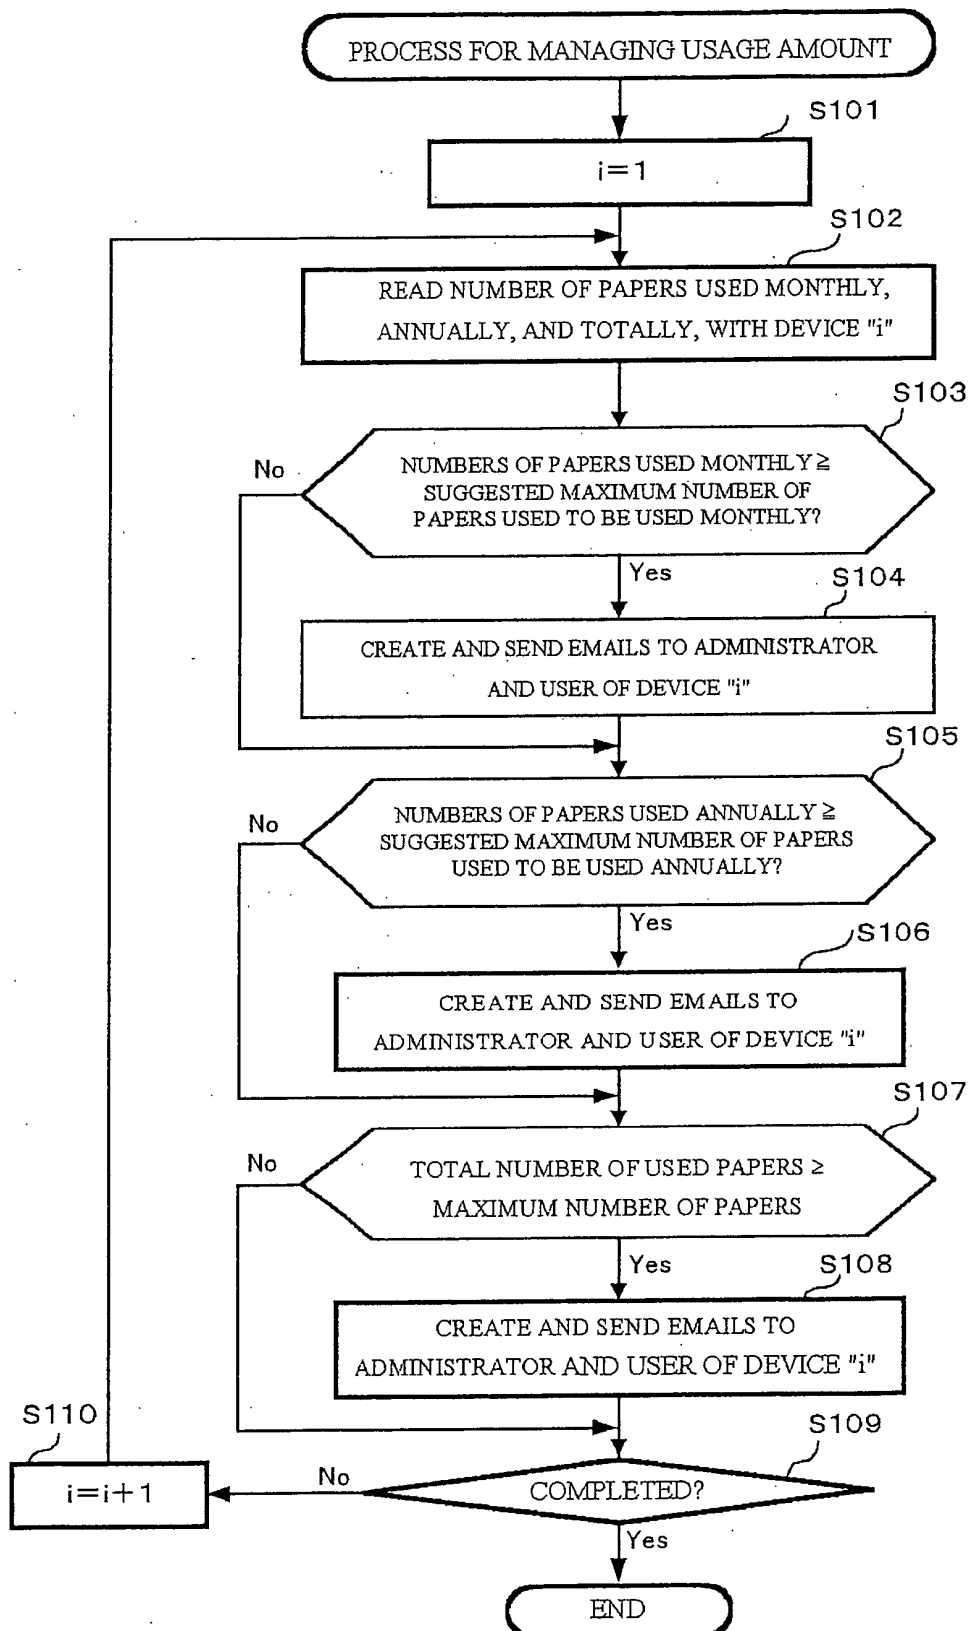 PROCESS FOR MANAGING USAGE AMOUNT
S101
i=1
S102
READ NUMBER OF PAPERS USED MONTHLY,
ANNUALLY, AND TOTALLY, WITH DEVICE "i"
S103
No
NUMBERS OF PAPERS USED MONTHLY ≧
SUGGESTED MAXIMUM NUMBER OF
PAPERS USED TO BE USED MONTHLY?
Yes
S104
CREATE AND SEND EMAILS TO ADMINISTRATOR
AND USER OF DEVICE "i"
S105
No
NUMBERS OF PAPERS USED ANNUALLY ≧
SUGGESTED MAXIMUM NUMBER OF PAPERS
USED TO BE USED ANNUALLY?
Yes
S106
CREATE AND SEND EMAILS TO
ADMINISTRATOR AND USER OF DEVICE "i"
S107
No
TOTAL NUMBER OF USED PAPERS ≥
MAXIMUM NUMBER OF PAPERS
Yes
S108
CREATE AND SEND EMAILS TO
ADMINISTRATOR AND USER OF DEVICE "i"
S110
S109
i=i+1
No
COMPLETED?
Yes
END